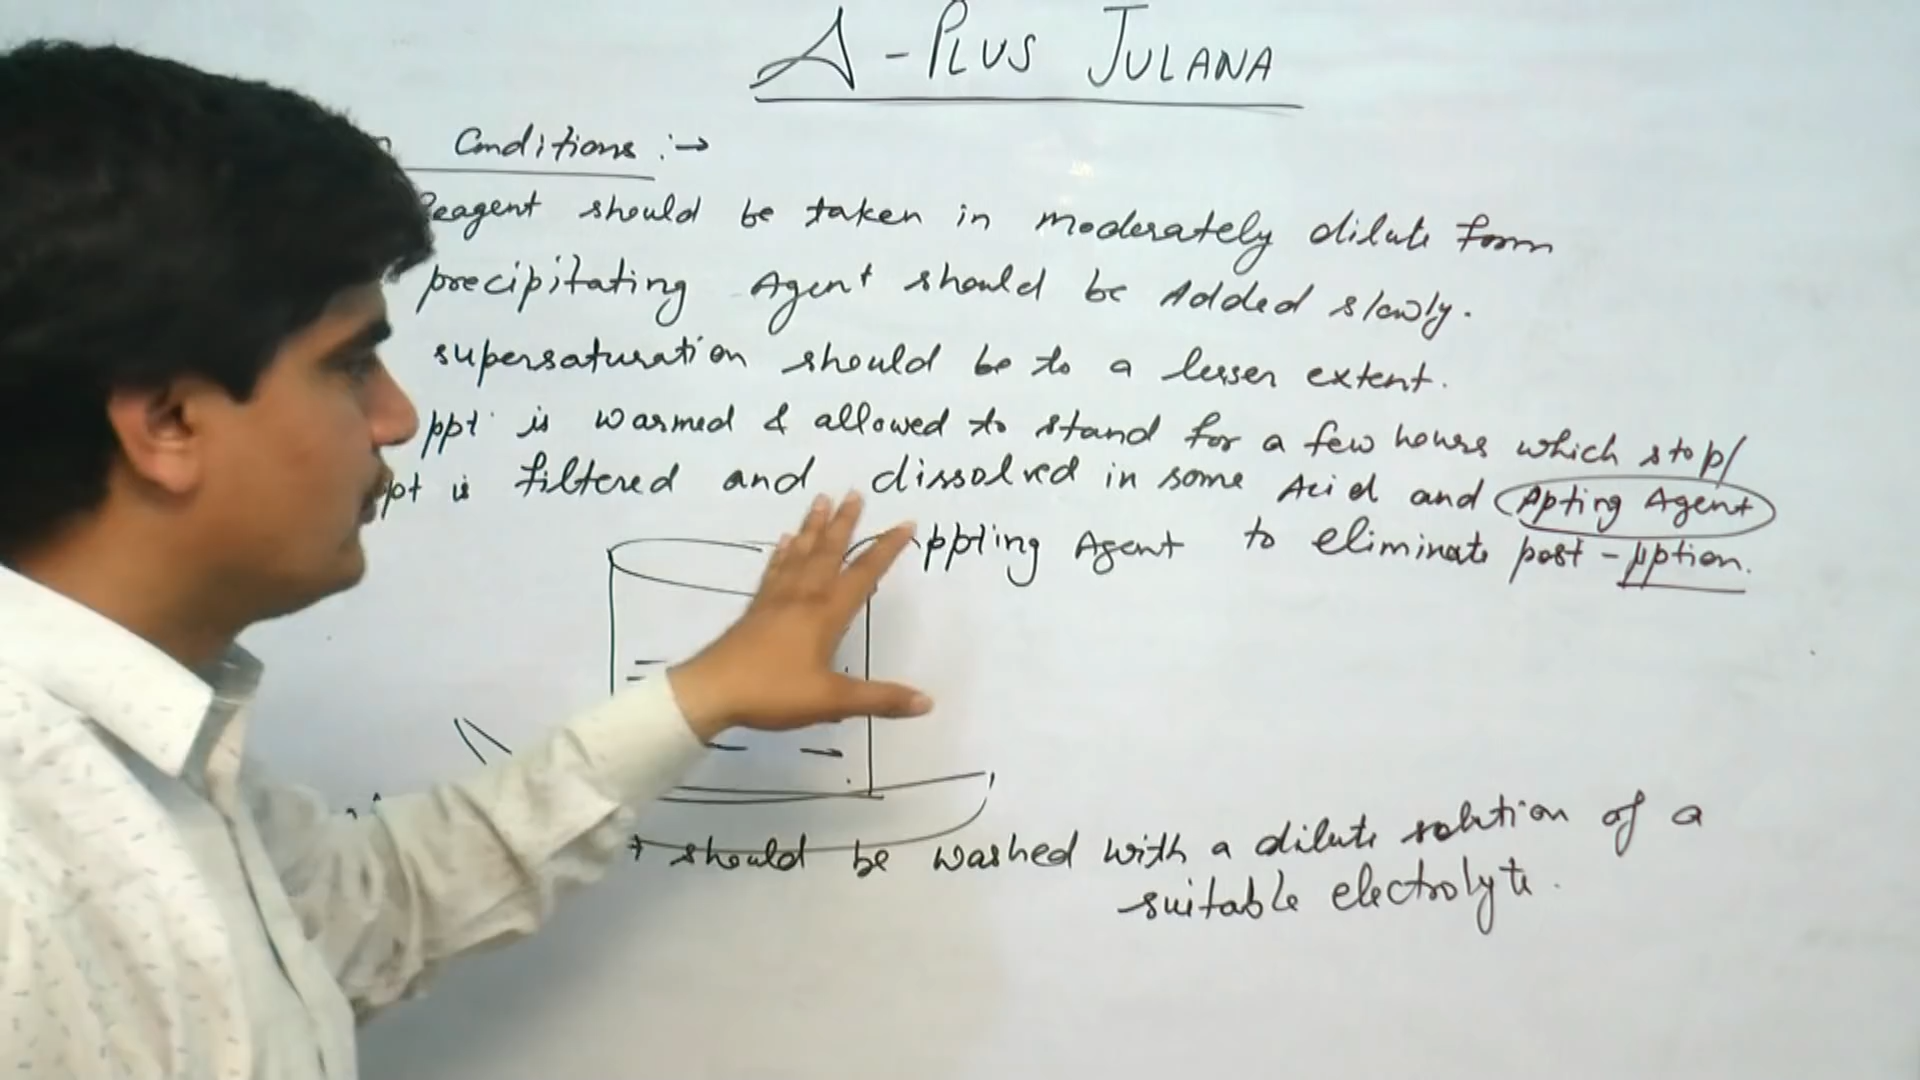 A - PLUS JULANA
Conditions :→
Reagent should be taken in moderately dilute form
precipitating Agent should be Added slowly.
supersaturation should be to a lesser extent.
ppt is warmed & allowed to stand for a few hours which stop/
ppt is filtered and dissolved in some Acid and Ppting Agent
ppting Agent to eliminate post - pption.
should be washed with a dilute solution of a
suitable electrolyte.